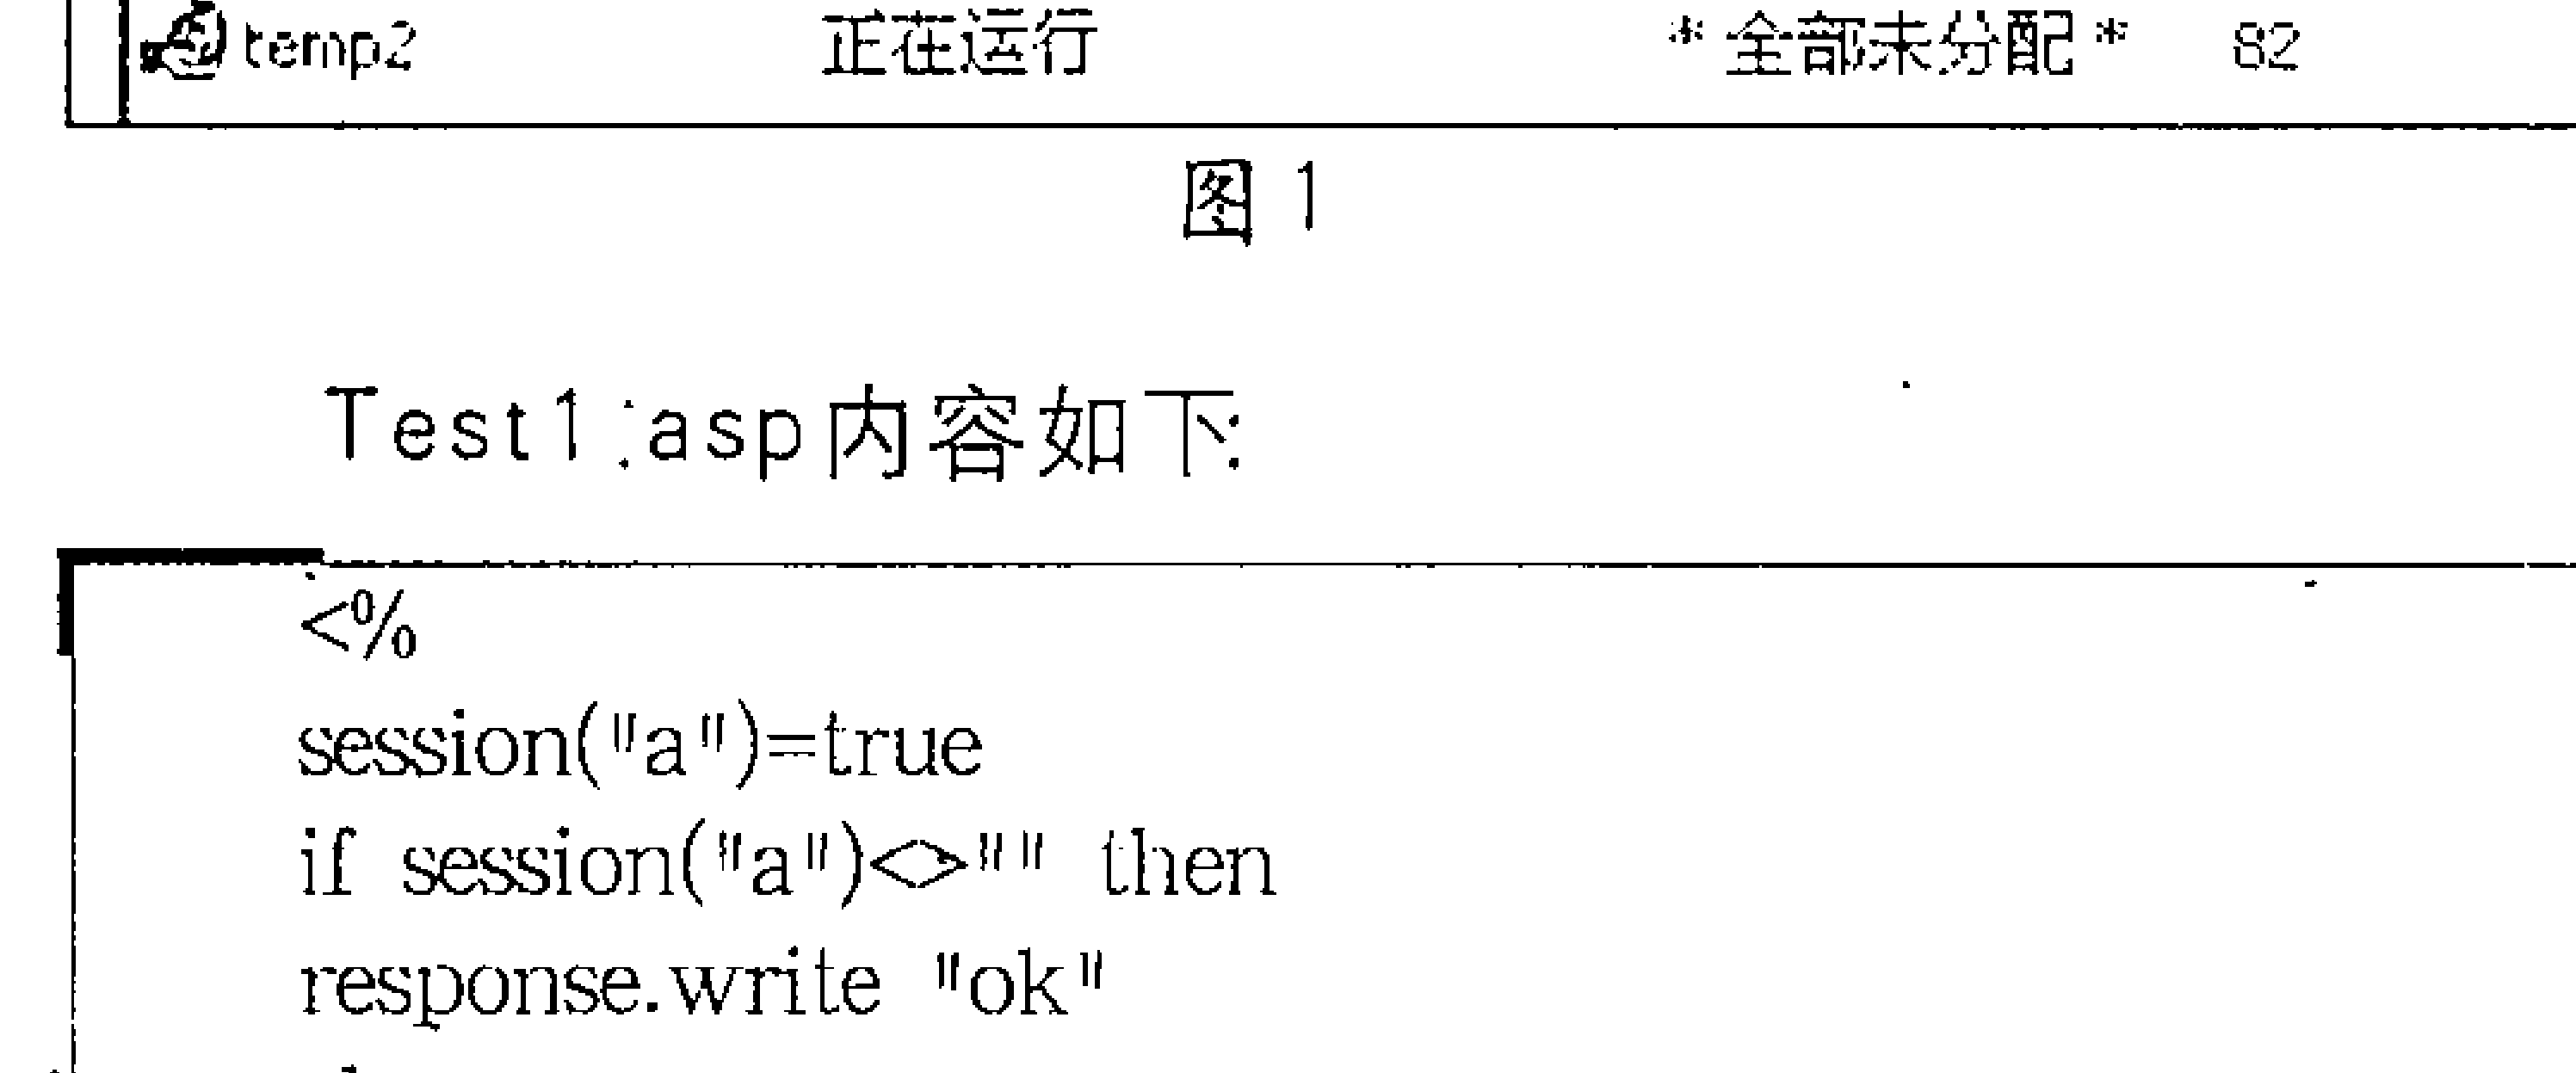 temp2 正在运行 *全部未分配* 82
图 1
Test1.asp内容如下:
<%
session("a")=true
if session("a")<>"" then
response.write "ok"